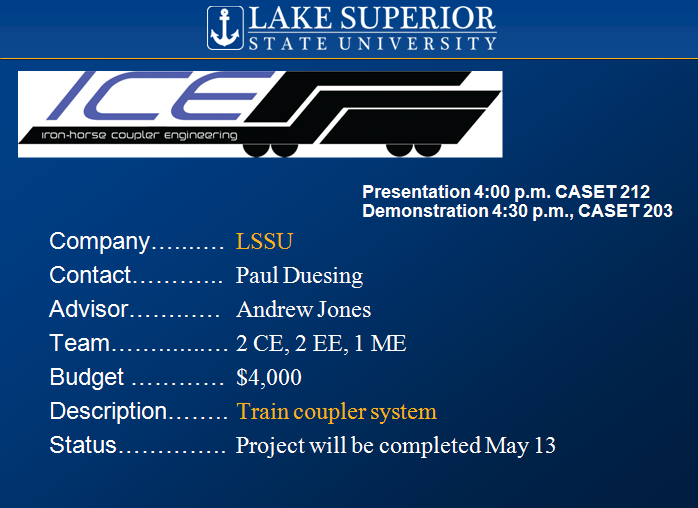 LAKE SUPERIOR
STATE UNIVERSITY
ICE
iron-horse coupler engineering
Presentation 4:00 p.m. CASET 212
Demonstration 4:30 p.m., CASET 203
Company.......... LSSU
Contact............ Paul Duesing
Advisor............ Andrew Jones
Team................ 2 CE, 2 EE, 1 ME
Budget ............ $4,000
Description........ Train coupler system
Status.............. Project will be completed May 13